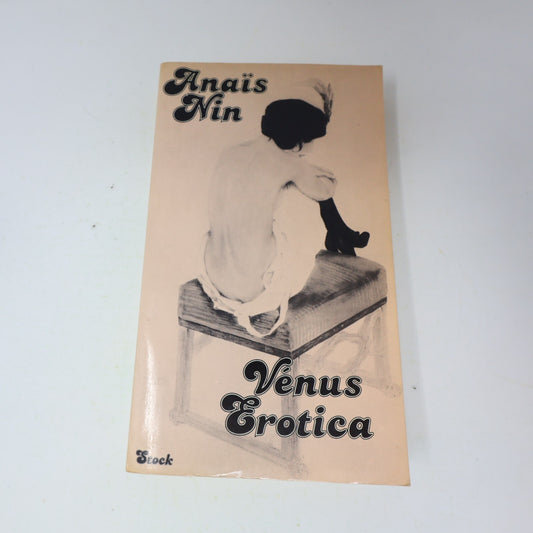 Anaïs
Nin
Vénus
Erotica
Stock